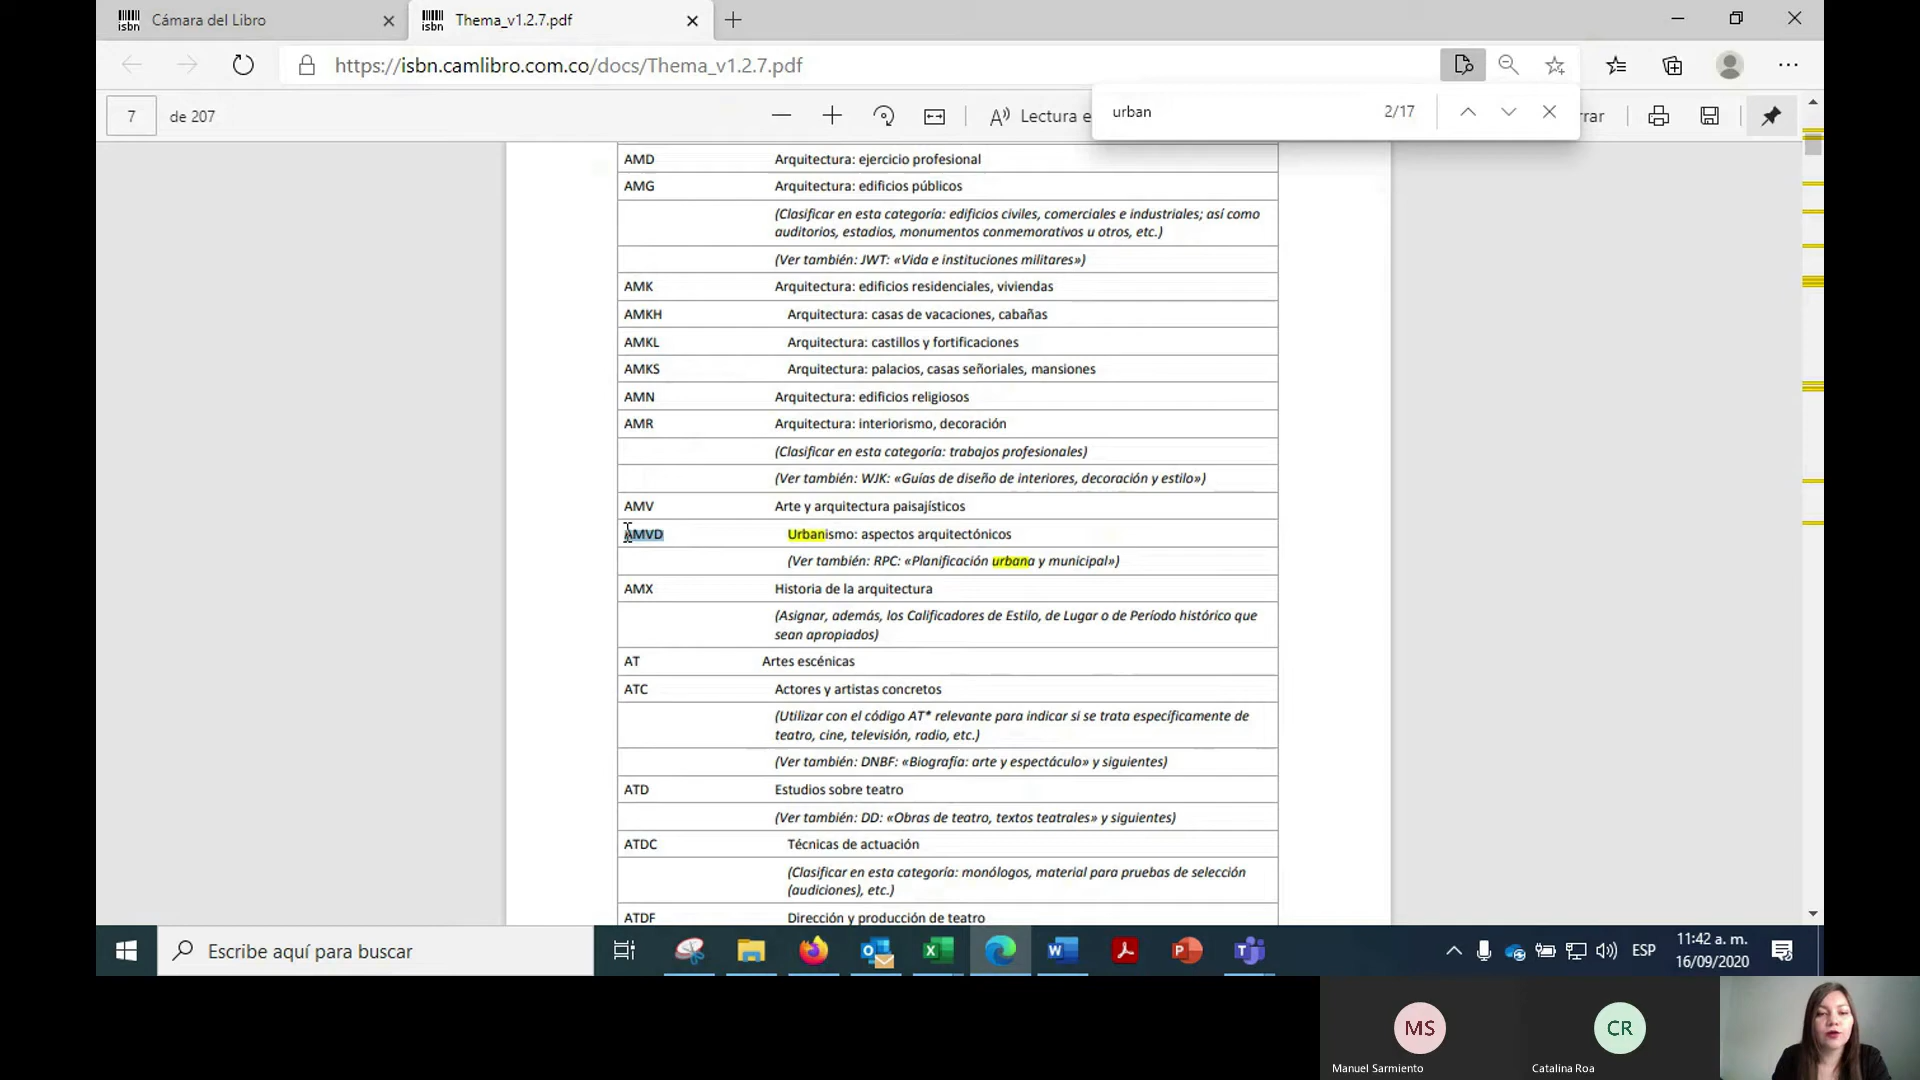 isbn
Cámara del Libro
isbn
Thema_v1.2.7.pdf
https://isbn.camlibro.com.co/docs/Thema_v1.2.7.pdf
7 de 207
Lectura e
urban 2/17
rrar
AMD Arquitectura: ejercicio profesional
AMG Arquitectura: edificios públicos
(Clasificar en esta categoría: edificios civiles, comerciales e industriales; así como
auditorios, estadios, monumentos conmemorativos u otros, etc.)
(Ver también: JWT: «Vida e instituciones militares»)
AMK Arquitectura: edificios residenciales, viviendas
AMKH Arquitectura: casas de vacaciones, cabañas
AMKL Arquitectura: castillos y fortificaciones
AMKS Arquitectura: palacios, casas señoriales, mansiones
AMN Arquitectura: edificios religiosos
AMR Arquitectura: interiorismo, decoración
(Clasificar en esta categoría: trabajos profesionales)
(Ver también: WJK: «Guías de diseño de interiores, decoración y estilo»)
AMV Arte y arquitectura paisajísticos
AMVD Urbanismo: aspectos arquitectónicos
(Ver también: RPC: «Planificación urbana y municipal»)
AMX Historia de la arquitectura
(Asignar, además, los Calificadores de Estilo, de Lugar o de Período histórico que
sean apropiados)
AT Artes escénicas
ATC Actores y artistas concretos
(Utilizar con el código AT* relevante para indicar si se trata específicamente de
teatro, cine, televisión, radio, etc.)
(Ver también: DNBF: «Biografía: arte y espectáculo» y siguientes)
ATD Estudios sobre teatro
(Ver también: DD: «Obras de teatro, textos teatrales» y siguientes)
ATDC Técnicas de actuación
(Clasificar en esta categoría: monólogos, material para pruebas de selección
(audiciones), etc.)
ATDF Dirección y producción de teatro
Escribe aquí para buscar
ESP
11:42 a. m.
16/09/2020
MS
Manuel Sarmiento
CR
Catalina Roa